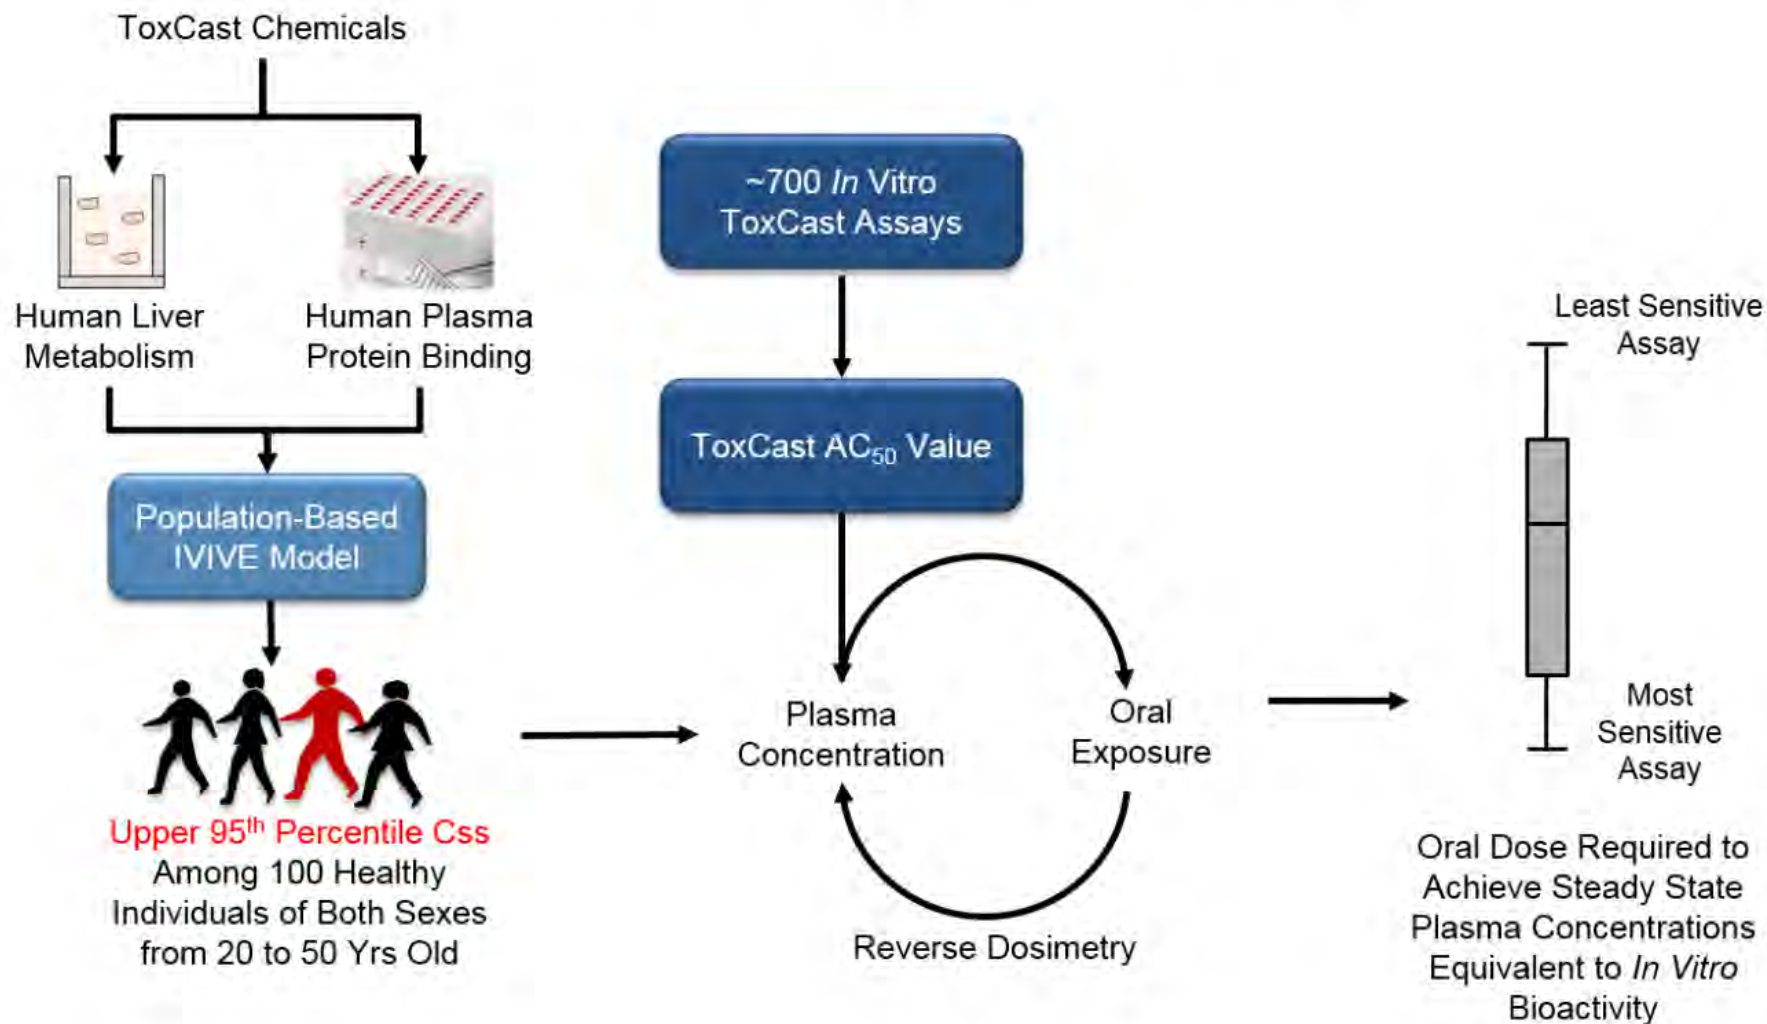 ToxCast Chemicals
Human Liver
Metabolism
Human Plasma
Protein Binding
Population-Based
IVIVE Model
Upper 95th Percentile Css
Among 100 Healthy
Individuals of Both Sexes
from 20 to 50 Yrs Old
~700 In Vitro
ToxCast Assays
ToxCast AC50 Value
Plasma
Concentration
Oral
Exposure
Reverse Dosimetry
Least Sensitive
Assay
Most
Sensitive
Assay
Oral Dose Required to
Achieve Steady State
Plasma Concentrations
Equivalent to In Vitro
Bioactivity